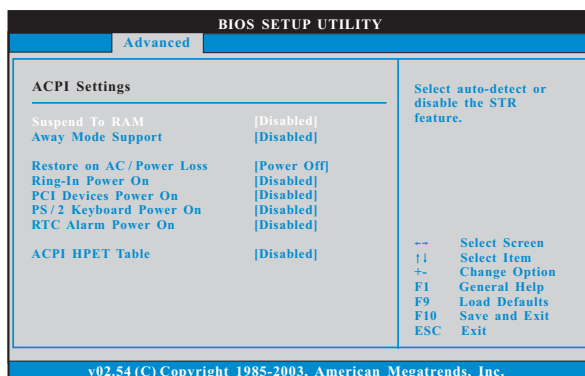 BIOS SETUP UTILITY
Advanced
ACPI Settings
Suspend To RAM [Disabled]
Away Mode Support [Disabled]
Restore on AC / Power Loss [Power Off]
Ring-In Power On [Disabled]
PCI Devices Power On [Disabled]
PS / 2 Keyboard Power On [Disabled]
RTC Alarm Power On [Disabled]
ACPI HPET Table [Disabled]
Select auto-detect or
disable the STR
feature.
←→ Select Screen
↑↓ Select Item
+- Change Option
F1 General Help
F9 Load Defaults
F10 Save and Exit
ESC Exit
v02.54 (C) Copyright 1985-2003, American Megatrends, Inc.